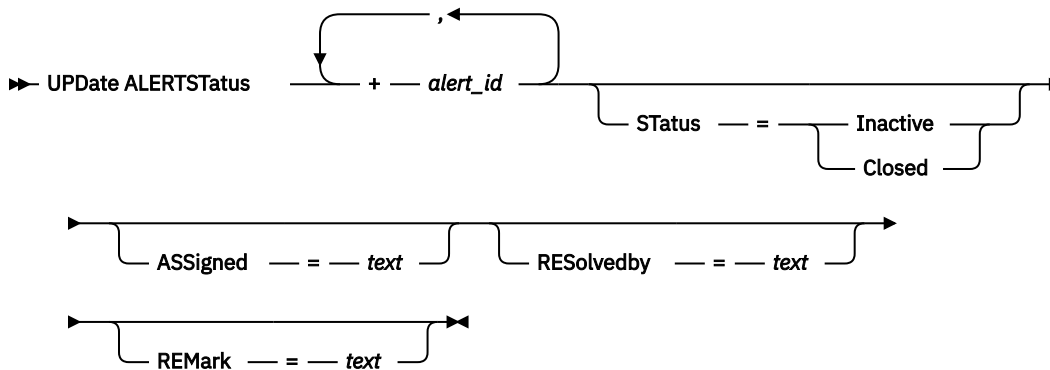 ,
UPDate ALERTSTatus + alert_id
STatus = Inactive
Closed
ASSigned = text RESolvedby = text
REMark = text